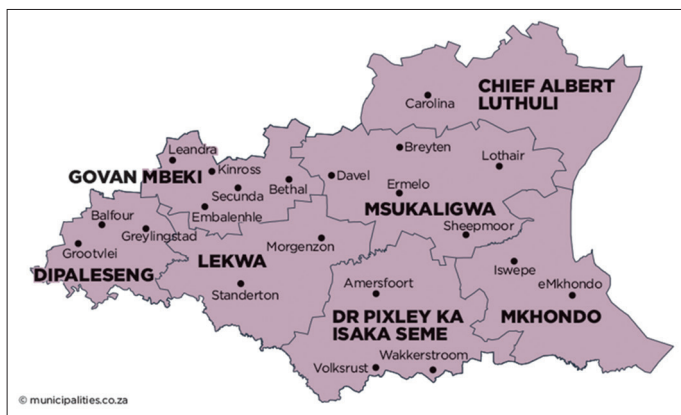 CHIEF ALBERT
LUTHULI
Carolina
Leandra
Breyten
Lothair
GOVAN MBEKI
Kinross
Secunda
Bethal
Davel
Ermelo
Embalenhle
MSUKALIGWA
Balfour
Greylingstad
Sheepmoor
Grootvlei
Morgenzon
DIPALESENG
LEKWA
Iswepe
eMkhondo
Standerton
Amersfoort
DR PIXLEY KA
ISAKA SEME
MKHONDO
Wakkerstroom
Volksrust
© municipalities.co.za